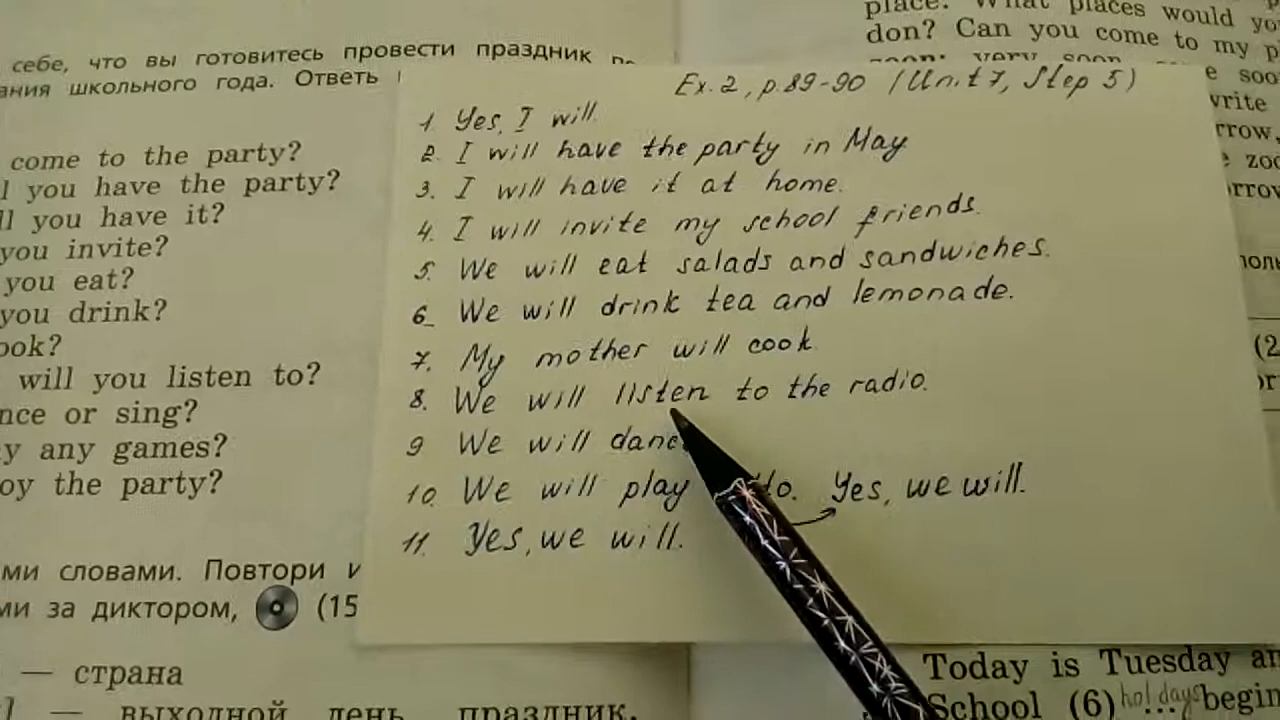 себе, что вы готовитесь провести праздник
ания школьного года. Ответь
come to the party?
you have the party?
you have it?
you invite?
you eat?
you drink?
will you listen to?
or sing?
any games?
the party?
ми словами. Повтори
ми за диктором, (15
— страна
— выходной день, праздник.
Ex. 2, p. 89-90 (Unit 7, Step 5)
1. Yes, I will.
2. I will have the party in May
3. I will have it at home.
4. I will invite my school friends.
5. We will eat salads and sandwiches.
6. We will drink tea and lemonade.
7. My mother will cook.
8. We will listen to the radio.
9 We will
10. We will play Yes, we will.
11. Yes, we will.
place. What places would
don? Can you come to my
soon; very soon
(2
Today is Tuesday
School (6) holidays begin